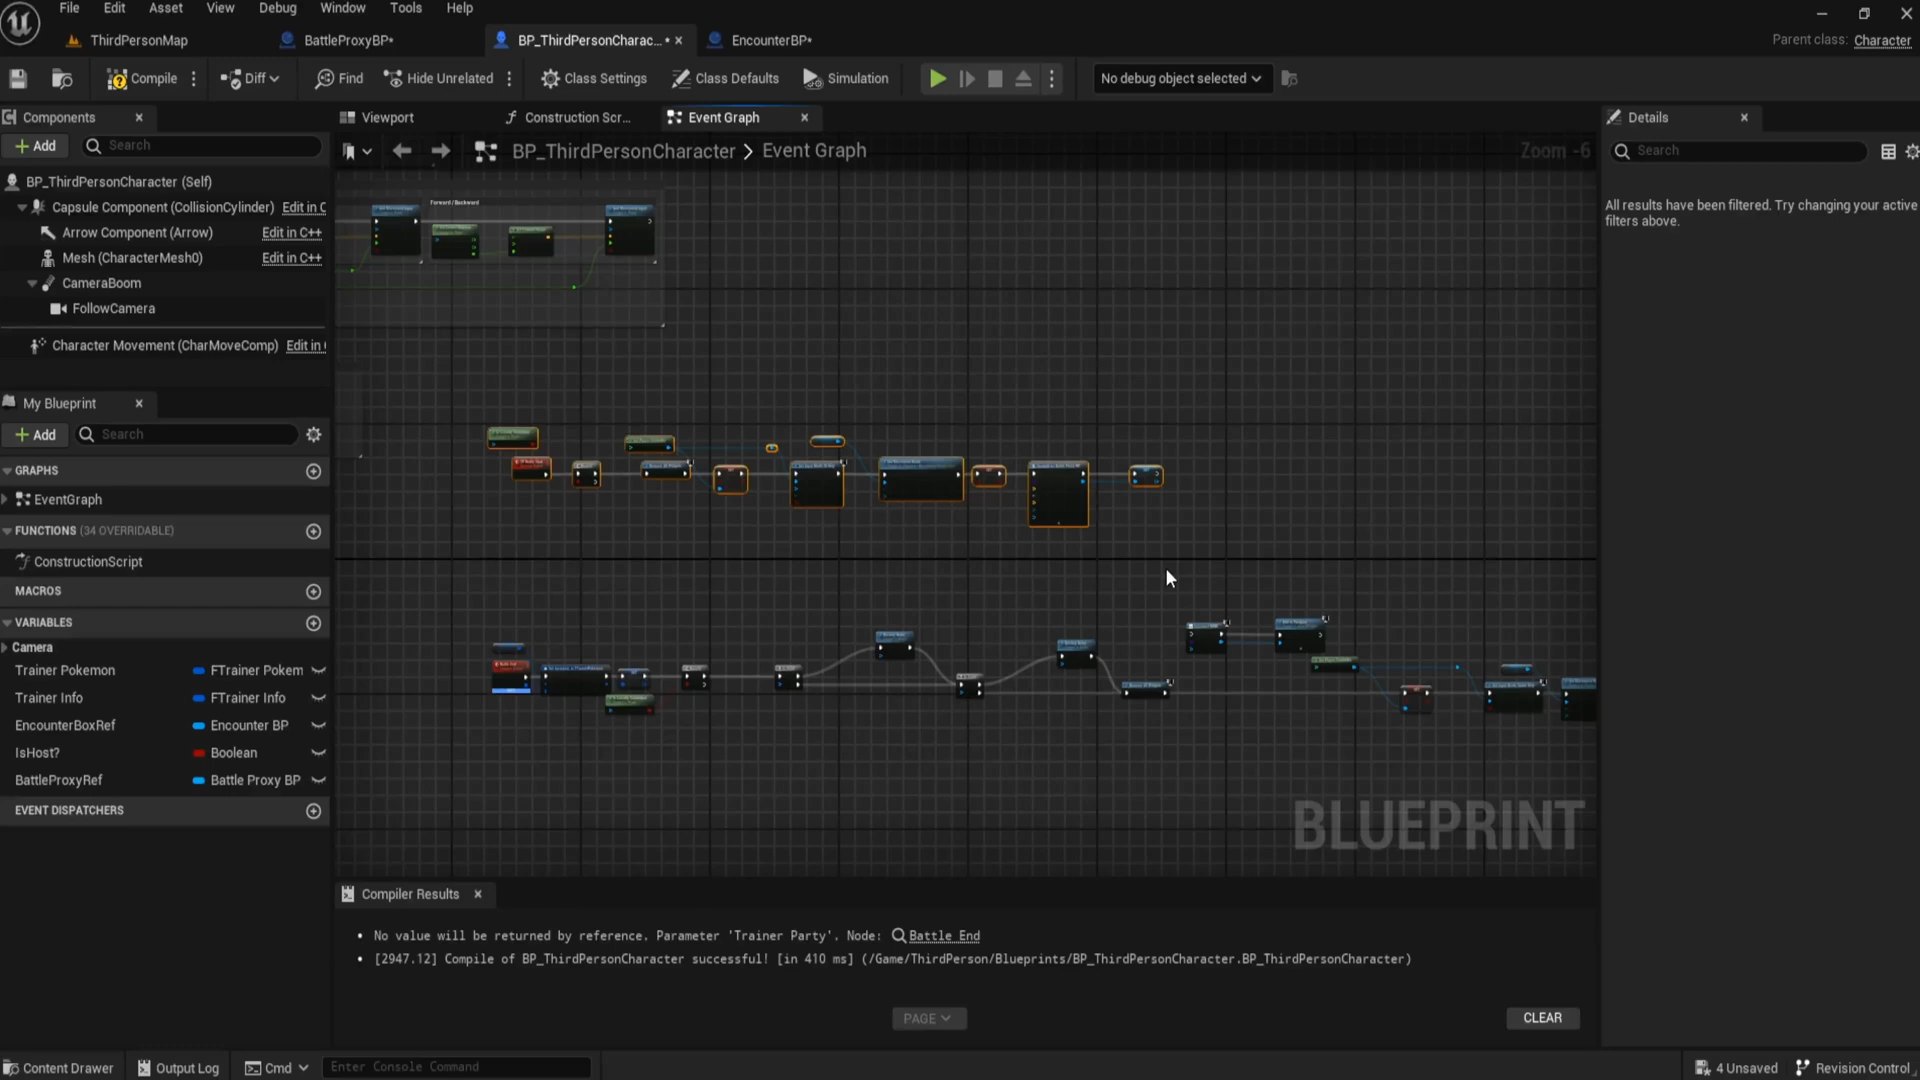 File Edit Asset View Debug Window Tools Help
ThirdPersonMap BattleProxyBP* BP_ThirdPersonCharac... * EncounterBP*
Parent class: Character
Compile Diff Find Hide Unrelated Class Settings Class Defaults Simulation No debug object selected
Components Viewport Construction Scr... Event Graph Details
Add Search BP_ThirdPersonCharacter > Event Graph Zoom -6 Search
BP_ThirdPersonCharacter (Self)
Capsule Component (CollisionCylinder) Edit in C
Arrow Component (Arrow) Edit in C++
Mesh (CharacterMesh0) Edit in C++
CameraBoom
FollowCamera
Character Movement (CharMoveComp) Edit in
All results have been filtered. Try changing your active
filters above.
Forward/Backward
My Blueprint
Add Search
GRAPHS
EventGraph
FUNCTIONS (34 OVERRIDABLE)
ConstructionScript
MACROS
VARIABLES
Camera
Trainer Pokemon FTrainer Pokem
Trainer Info FTrainer Info
EncounterBoxRef Encounter BP
IsHost? Boolean
BattleProxyRef Battle Proxy BP
EVENT DISPATCHERS
BLUEPRINT
Compiler Results
• No value will be returned by reference. Parameter 'Trainer Party'. Node: Battle End
• [2947.12] Compile of BP_ThirdPersonCharacter successful! [in 410 ms] (/Game/ThirdPerson/Blueprints/BP_ThirdPersonCharacter.BP_ThirdPersonCharacter)
PAGE CLEAR
Content Drawer Output Log Cmd Enter Console Command 4 Unsaved Revision Control